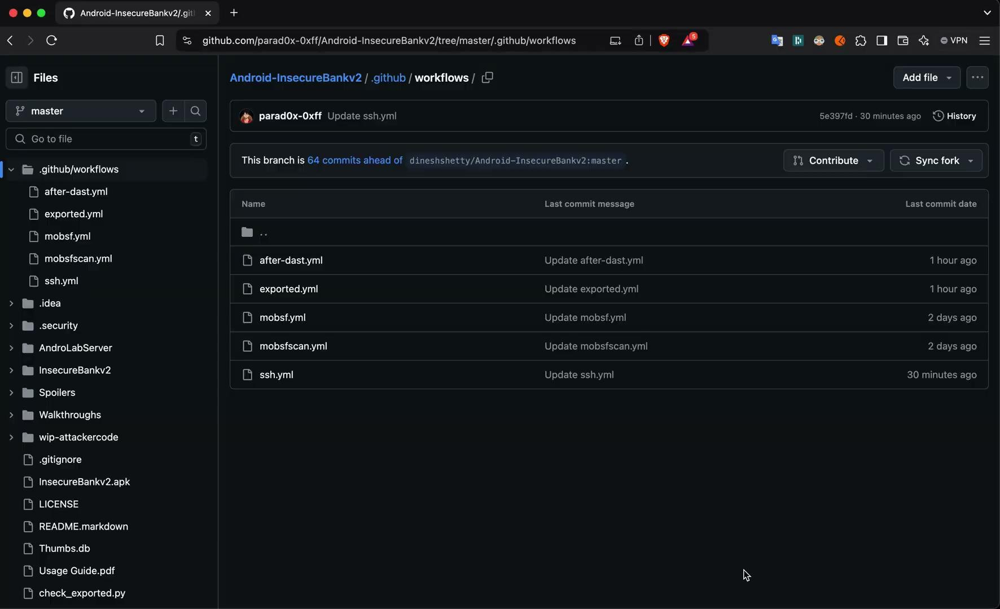 Android-InsecureBankv2/.git
github.com/parad0x-0xff/Android-InsecureBankv2/tree/master/.github/workflows
5
VPN
Files
master
Go to file
t
.github/workflows
after-dast.yml
exported.yml
mobsf.yml
mobsfscan.yml
ssh.yml
.idea
.security
AndroLabServer
InsecureBankv2
Spoilers
Walkthroughs
wip-attackercode
.gitignore
InsecureBankv2.apk
LICENSE
README.markdown
Thumbs.db
Usage Guide.pdf
check_exported.py
Android-InsecureBankv2 / .github / workflows /
Add file
parad0x-0xff Update ssh.yml
5e397fd · 30 minutes ago
History
This branch is 64 commits ahead of dineshshetty/Android-InsecureBankv2:master .
Contribute
Sync fork
Name Last commit message Last commit date
..
after-dast.yml Update after-dast.yml 1 hour ago
exported.yml Update exported.yml 1 hour ago
mobsf.yml Update mobsf.yml 2 days ago
mobsfscan.yml Update mobsfscan.yml 2 days ago
ssh.yml Update ssh.yml 30 minutes ago